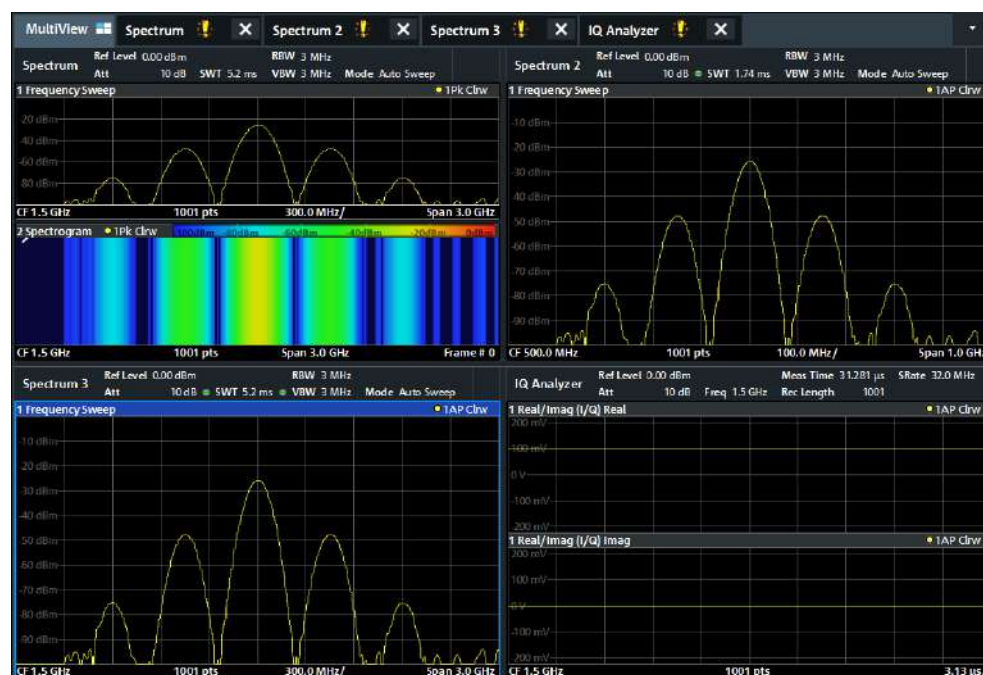 MultiView Spectrum Spectrum 2 Spectrum 3 IQ Analyzer
Spectrum Ref Level 0.00 dBm RBW 3 MHz
Att 10 dB SWT 5.2 ms VBW 3 MHz Mode Auto Sweep
1 Frequency Sweep 1Pk Clrw
-20 dBm
-40 dBm
-60 dBm
-80 dBm
CF 1.5 GHz 1001 pts 300.0 MHz/ Span 3.0 GHz
2 Spectrogram 1Pk Clrw -100dBm -80dBm -60dBm -40dBm -20dBm 0dBm
CF 1.5 GHz 1001 pts Span 3.0 GHz Frame # 0
Spectrum 2 Ref Level 0.00 dBm RBW 3 MHz
Att 10 dB SWT 1.74 ms VBW 3 MHz Mode Auto Sweep
1 Frequency Sweep 1AP Clrw
-10 dBm
-20 dBm
-30 dBm
-40 dBm
-50 dBm
-60 dBm
-70 dBm
-80 dBm
-90 dBm
CF 500.0 MHz 1001 pts 100.0 MHz/ Span 1.0 GHz
Spectrum 3 Ref Level 0.00 dBm RBW 3 MHz
Att 10 dB SWT 5.2 ms VBW 3 MHz Mode Auto Sweep
1 Frequency Sweep 1AP Clrw
-10 dBm
-20 dBm
-30 dBm
-40 dBm
-50 dBm
-60 dBm
-70 dBm
-80 dBm
-90 dBm
CF 1.5 GHz 1001 pts 300.0 MHz/ Span 3.0 GHz
IQ Analyzer Ref Level 0.00 dBm Meas Time 31.281 µs SRate 32.0 MHz
Att 10 dB Freq 1.5 GHz Rec Length 1001
1 Real/Imag (I/Q) Real 1AP Clrw
200 mV
100 mV
0 V
-100 mV
-200 mV
1 Real/Imag (I/Q) Imag 1AP Clrw
200 mV
100 mV
0 V
-100 mV
-200 mV
CF 1.5 GHz 1001 pts 3.13 µs